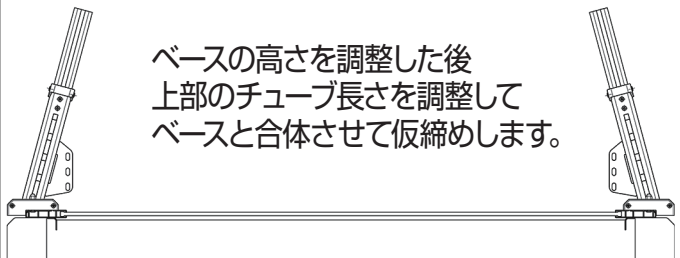 ベースの高さを調整した後
上部のチューブ長さを調整して
ベースと合体させて仮締めします。